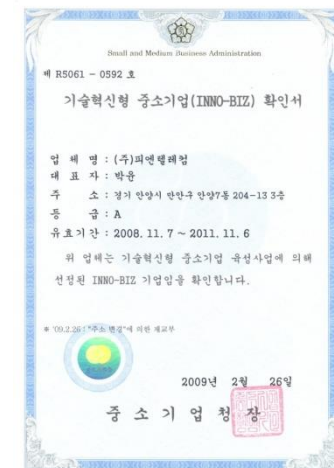 Small and Medium Business Administration
제 R5061 - 0592 호
기술혁신형 중소기업(INNO-BIZ) 확인서
업 체 명 : (주)피엔텔레컴
대 표 자 : 박윤
주 소 : 경기 안양시 만안구 안양7동 204-13 3층
등 급 : A
유효기간 : 2008. 11. 7 ~ 2011. 11. 6
위 업체는 기술혁신형 중소기업 육성사업에 의해
선정된 INNO-BIZ 기업임을 확인합니다.
※ '09.2.26 : "주소 변경"에 의한 재교부
2009년 2월 26일
중 소 기 업 청 장